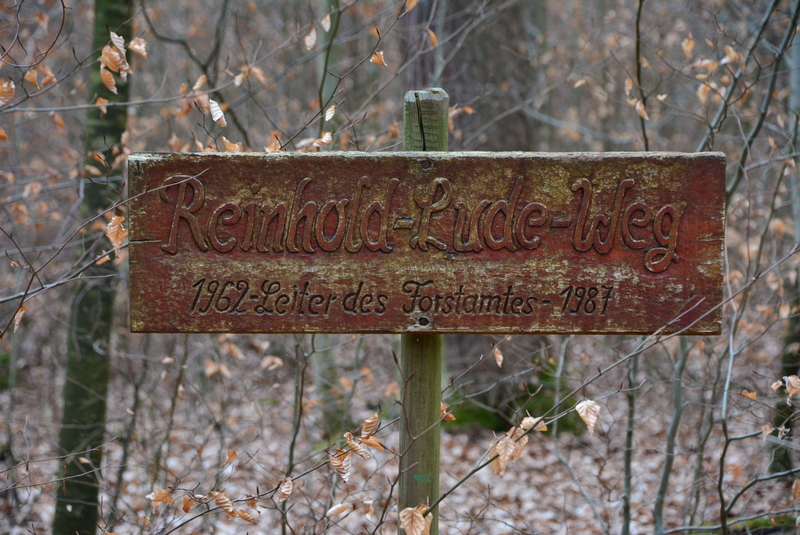 Reinhold-Lude-Weg
1962-Leiter des Forstamtes-1987